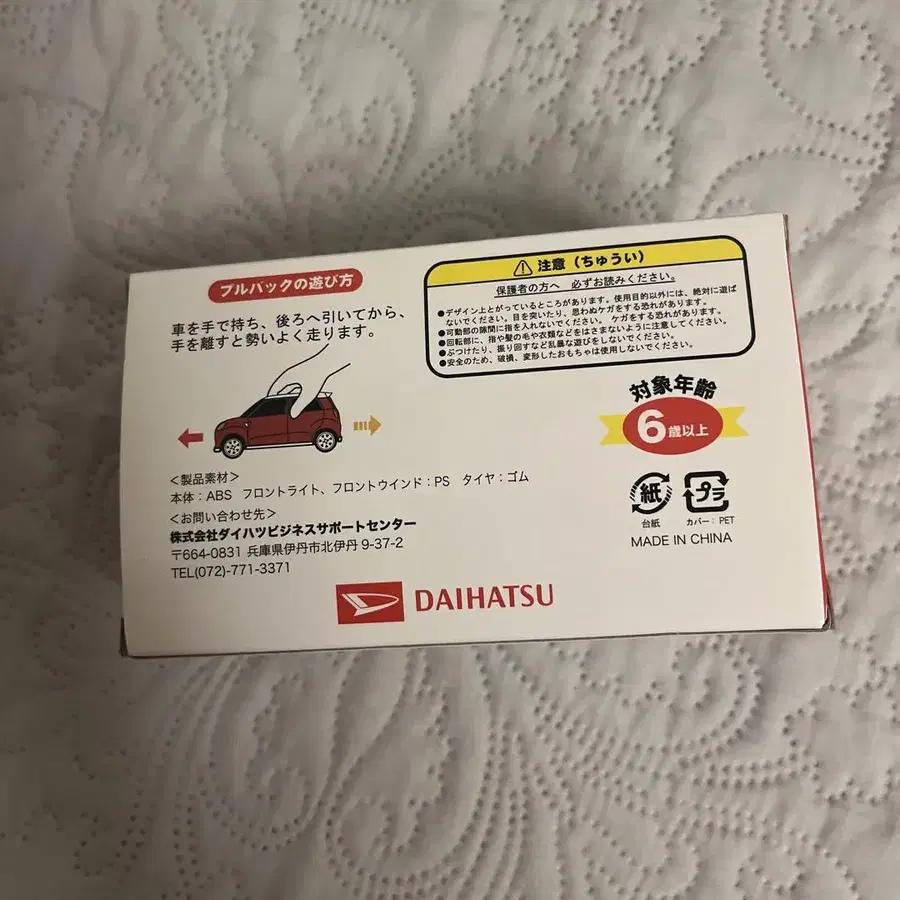 プルバックの遊び方
車を手で持ち、後ろへ引いてから、
手を離すと勢いよく走ります。
注意(ちゅうい)
保護者の方へ 必ずお読みください。
●デザイン上とがっているところがあります。使用目的以外には、絶対に遊ば
ないでください。目を突いたり、思わぬケガをする恐れがあります。
●可動部の隙間に指を入れないでください。 ケガをする恐れがあります。
●回転部に、指や髪の毛や衣類などをはさまないように注意してください。
●ぶつけたり、振り回すなど乱暴な遊びをしないでください。
●安全のため、破損、変形したおもちゃは使用しないでください。
対象年齢
6歳以上
<製品素材>
本体:ABS フロントライト、フロントウインド:PS タイヤ:ゴム
<お問い合わせ先>
株式会社ダイハツビジネスサポートセンター
〒664-0831 兵庫県伊丹市北伊丹 9-37-2
TEL(072)-771-3371
紙 プラ
台紙 カバー:PET
MADE IN CHINA
DAIHATSU